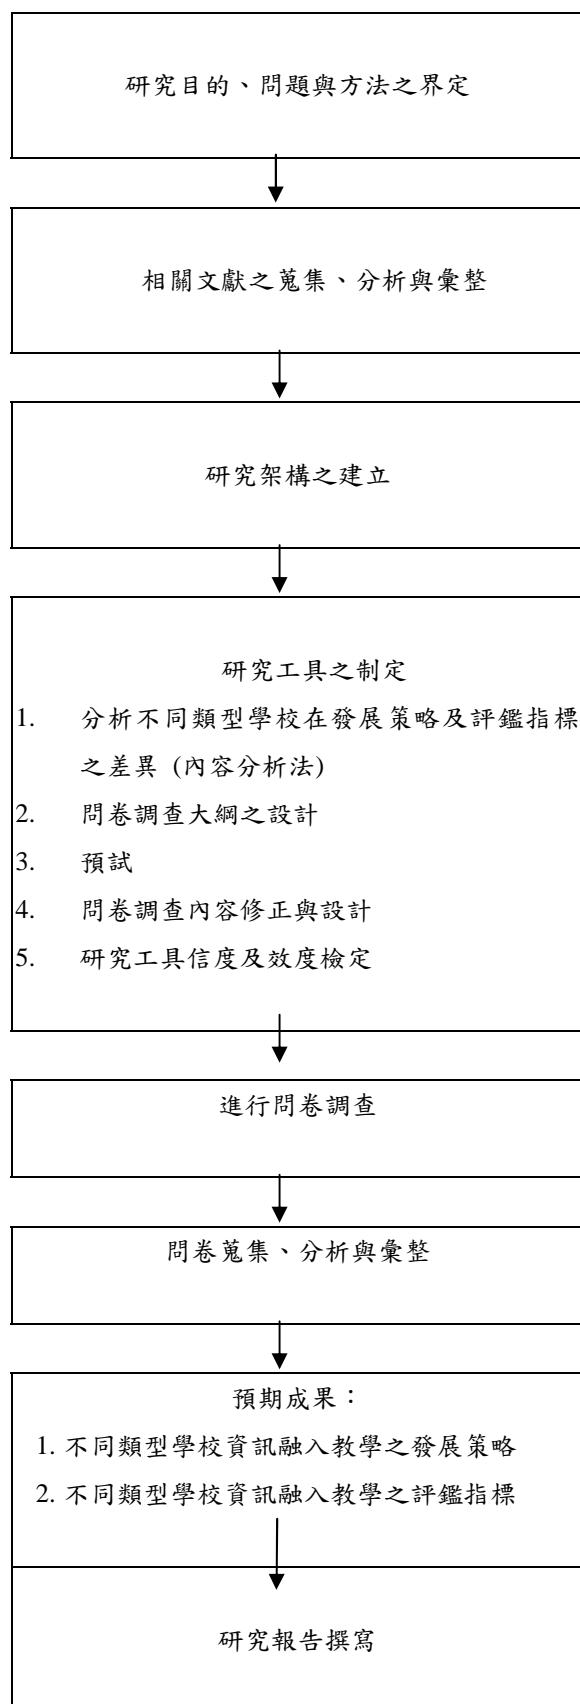 研究目的、問題與方法之界定
相關文獻之蒐集、分析與彙整
研究架構之建立
研究工具之制定
1. 分析不同類型學校在發展策略及評鑑指標
之差異 (內容分析法)
2. 問卷調查大綱之設計
3. 預試
4. 問卷調查內容修正與設計
5. 研究工具信度及效度檢定
進行問卷調查
問卷蒐集、分析與彙整
預期成果：
1. 不同類型學校資訊融入教學之發展策略
2. 不同類型學校資訊融入教學之評鑑指標
研究報告撰寫